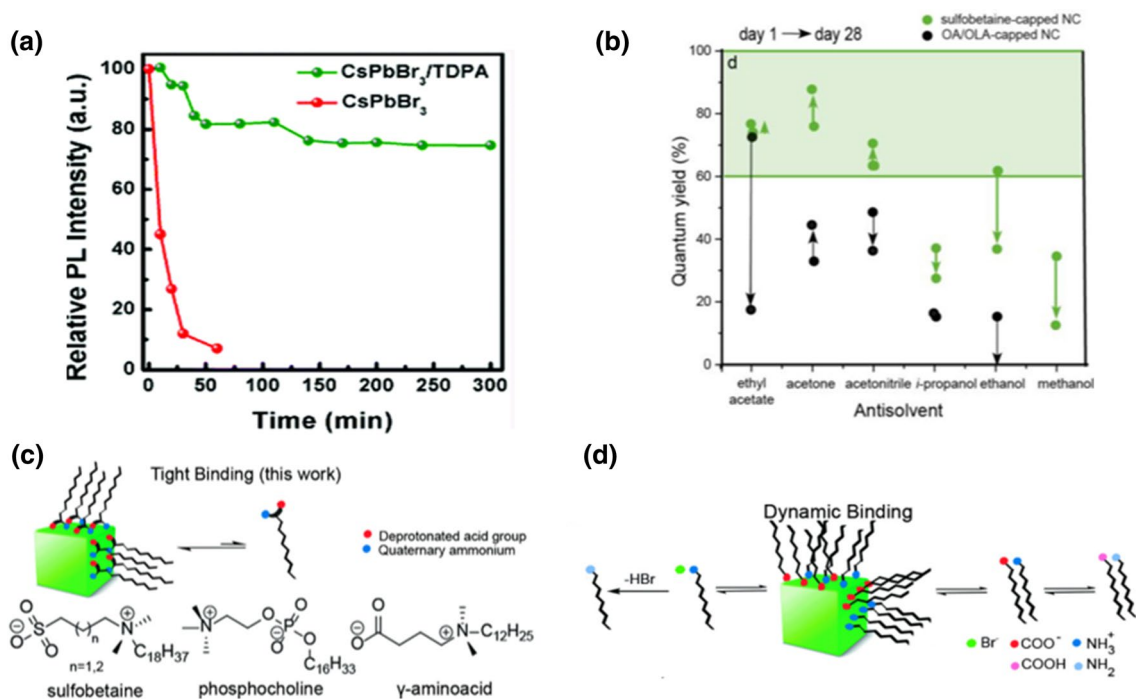 (a)
CsPbBr3/TDPA
CsPbBr3
Relative PL Intensity (a.u.)
100
80
60
40
20
0
0 50 100 150 200 250 300
Time (min)
(b)
sulfobetaine-capped NC
OA/OLA-capped NC
day 1 → day 28
d
Quantum yield (%)
100
80
60
40
20
0
ethyl acetone acetonitrile i-propanol ethanol methanol
acetate
Antisolvent
(c)
Tight Binding (this work)
Deprotonated acid group
Quaternary ammonium
O O
⊖O S N⊕
n
n=1,2
C18H37
sulfobetaine
N⊕ O O
P
⊖O O
C16H33
phosphocholine
O
⊖O N⊕ C12H25
γ-aminoacid
(d)
Dynamic Binding
-HBr
Br- COO- NH3+
COOH NH2